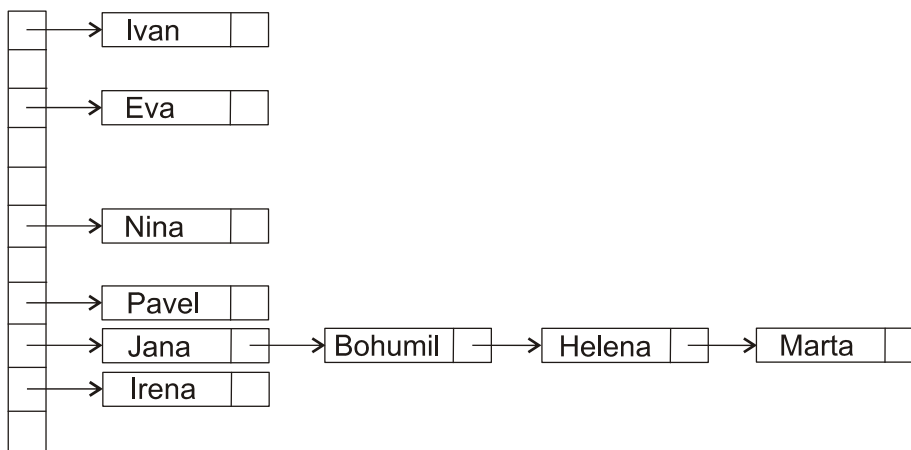 Ivan
Eva
Nina
Pavel
Jana Bohumil Helena Marta
Irena